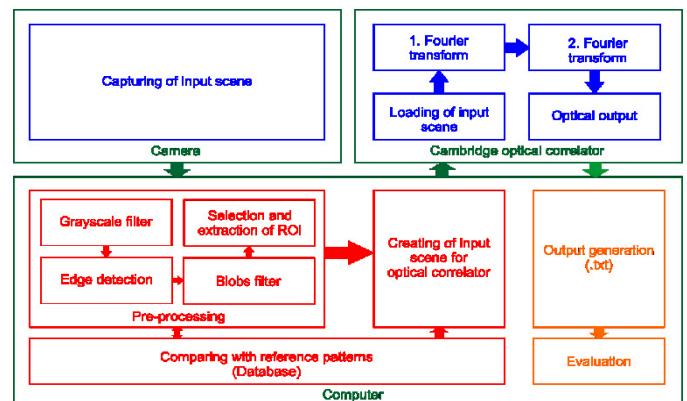 Capturing of input scene
Camera
1. Fourier
transform
2. Fourier
transform
Loading of input
scene
Optical output
Cambridge optical correlator
Grayscale filter
Selection and
extraction of ROI
Edge detection
Blobs filter
Pre-processing
Creating of input
scene for
optical correlator
Output generation
(.txt)
Comparing with reference patterns
(Database)
Evaluation
Computer